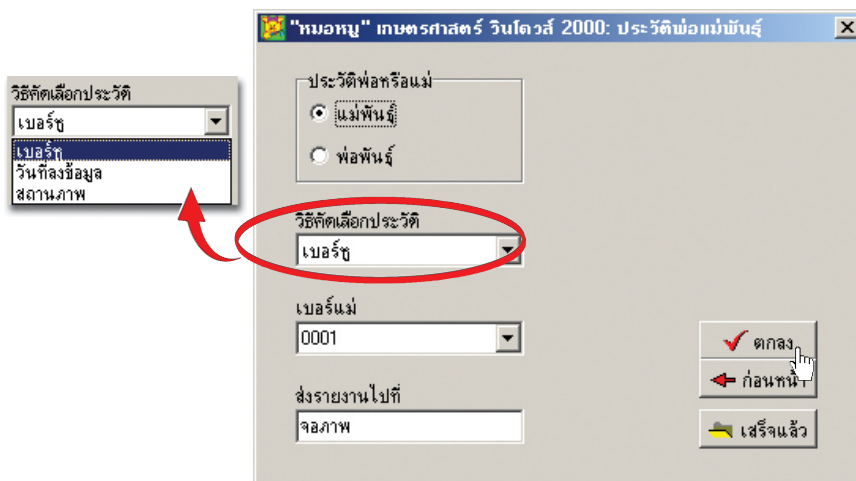 "หมอหมู" เกษตรศาสตร์ วินโดวส์ 2000: ประวัติพ่อแม่พันธุ์
วิธีคัดเลือกประวัติ
เบอร์หู
เบอร์หู
วันที่ลงข้อมูล
สถานภาพ
ประวัติพ่อหรือแม่
แม่พันธุ์
พ่อพันธุ์
วิธีคัดเลือกประวัติ
เบอร์หู
เบอร์แม่
0001
ส่งรายงานไปที่
จอภาพ
ตกลง
ก่อนหน้า
เสร็จแล้ว